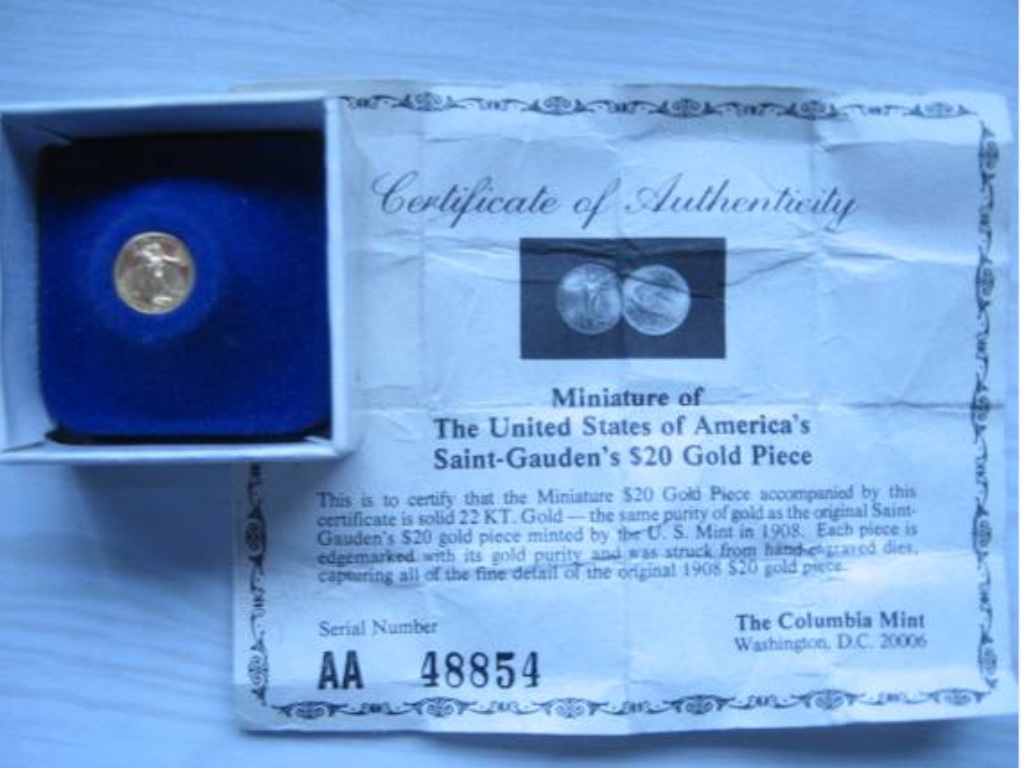 Certificate of Authenticity
Miniature of
The United States of America's
Saint-Gauden's $20 Gold Piece
This is to certify that the Miniature $20 Gold Piece accompanied by this
certificate is solid 22 KT. Gold — the same purity of gold as the original Saint-
Gauden's $20 gold piece minted by the U. S. Mint in 1908. Each piece is
edgemarked with its gold purity and was struck from hand-engraved dies,
capturing all of the fine detail of the original 1908 $20 gold piece.
Serial Number
AA 48854
The Columbia Mint
Washington, D.C. 20006